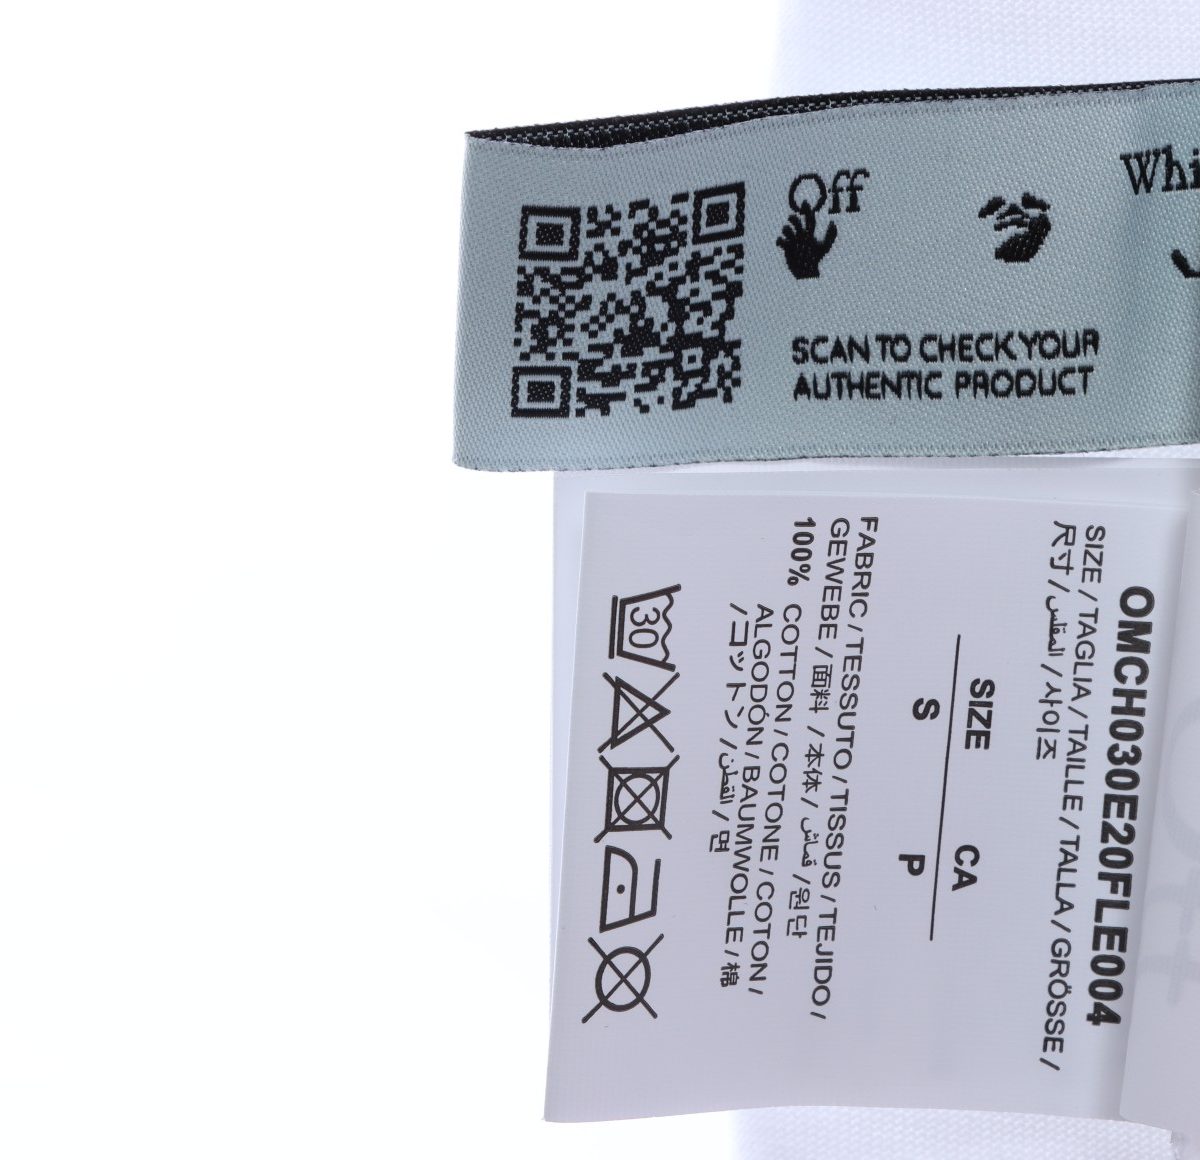 Off
Whi
SCAN TO CHECK YOUR
AUTHENTIC PRODUCT
OMCH030E20FLE004
SIZE / TAGLIA / TAILLE / TALLA / GRÖSSE /
尺寸 / المقاس / 사이즈
SIZE CA
S P
FABRIC / TESSUTO / TISSUS / TEJIDO /
GEWEBE / 面料 / 本体 / قماش / 원단
100% COTTON / COTONE / COTON /
ALGODÓN / BAUMWOLLE / 棉
/ コットン / القطن / 면
30